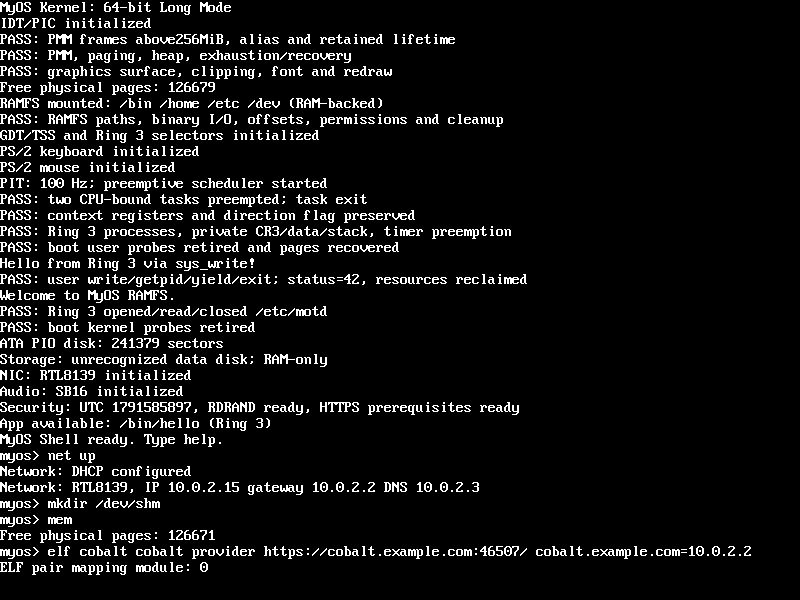 MyOS Kernel: 64-bit Long Mode
IDT/PIC initialized
PASS: PMM frames above256MiB, alias and retained lifetime
PASS: PMM, paging, heap, exhaustion/recovery
PASS: graphics surface, clipping, font and redraw
Free physical pages: 126679
RAMFS mounted: /bin /home /etc /dev (RAM-backed)
PASS: RAMFS paths, binary I/O, offsets, permissions and cleanup
GDT/TSS and Ring 3 selectors initialized
PS/2 keyboard initialized
PS/2 mouse initialized
PIT: 100 Hz; preemptive scheduler started
PASS: two CPU-bound tasks preempted; task exit
PASS: context registers and direction flag preserved
PASS: Ring 3 processes, private CR3/data/stack, timer preemption
PASS: boot user probes retired and pages recovered
Hello from Ring 3 via sys_write!
PASS: user write/getpid/yield/exit; status=42, resources reclaimed
Welcome to MyOS RAMFS.
PASS: Ring 3 opened/read/closed /etc/motd
PASS: boot kernel probes retired
ATA PIO disk: 241379 sectors
Storage: unrecognized data disk; RAM-only
NIC: RTL8139 initialized
Audio: SB16 initialized
Security: UTC 1791585897, RDRAND ready, HTTPS prerequisites ready
App available: /bin/hello (Ring 3)
MyOS Shell ready. Type help.
myos> net up
Network: DHCP configured
Network: RTL8139, IP 10.0.2.15 gateway 10.0.2.2 DNS 10.0.2.3
myos> mkdir /dev/shm
myos> mem
Free physical pages: 126671
myos> elf cobalt cobalt provider https://cobalt.example.com:46507/ cobalt.example.com=10.0.2.2
ELF pair mapping module: 0